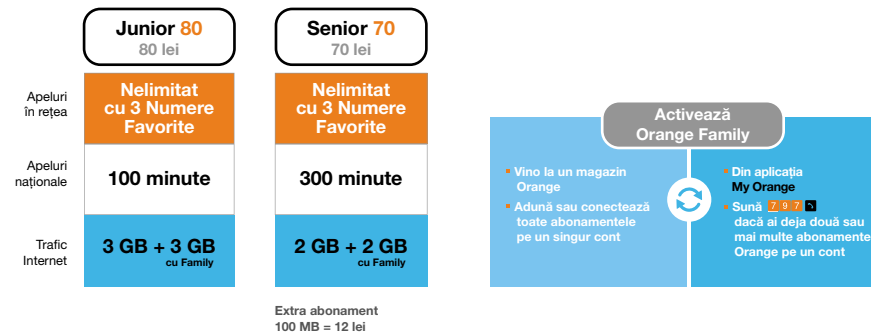 Junior 80
80 lei
Senior 70
70 lei
Apeluri
în rețea
Nelimitat
cu 3 Numere
Favorite
Nelimitat
cu 3 Numere
Favorite
Apeluri
naționale
100 minute
300 minute
Trafic
Internet
3 GB + 3 GB
cu Family
2 GB + 2 GB
cu Family
Extra abonament
100 MB = 12 lei
Activează
Orange Family
Vino la un magazin
Orange
Adună sau conectează
toate abonamentele
pe un singur cont
Din aplicația
My Orange
Sună 7 9 7
dacă ai deja două sau
mai multe abonamente
Orange pe un cont